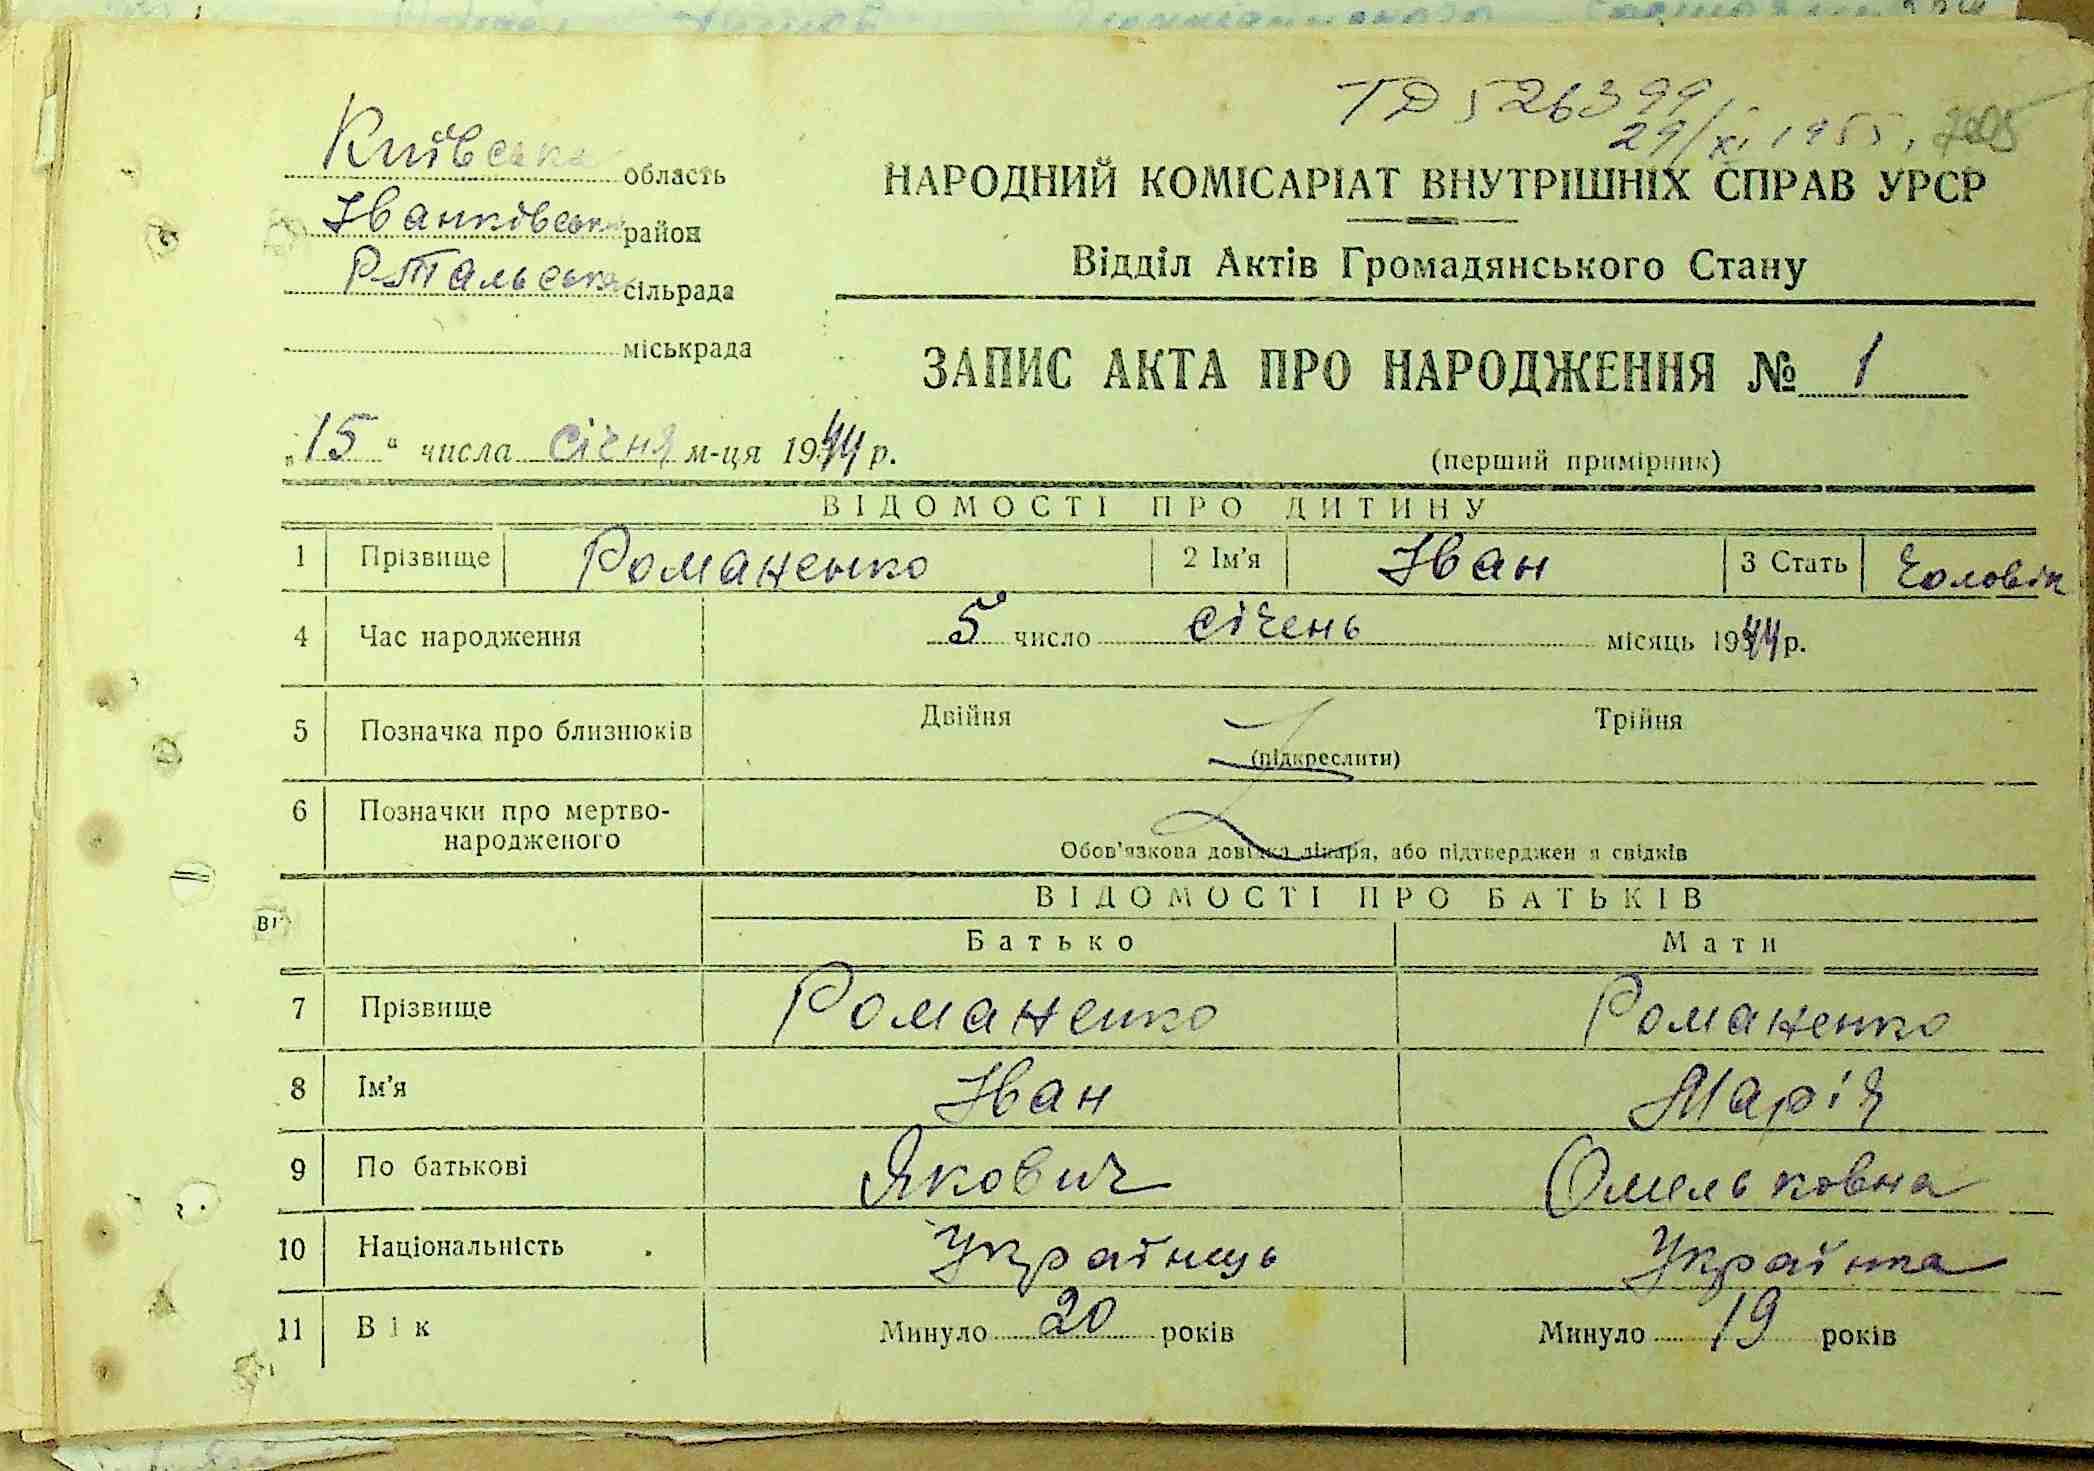 ТД 526399
29/XI 1955.
Київська область
Іванківський район
Р-Тальська сільрада
міськрада
НАРОДНИЙ КОМІСАРІАТ ВНУТРІШНІХ СПРАВ УРСР
Відділ Актів Громадянського Стану
ЗАПИС АКТА ПРО НАРОДЖЕННЯ № 1
„15" числа січня м-ця 1944 р.
(перший примірник)
ВІДОМОСТІ ПРО ДИТИНУ
1 Прізвище Романенко 2 Ім'я Іван 3 Стать Чоловік
4 Час народження 5 число січень місяць 1944 р.
5 Позначка про близнюків Двійня Трійня
(підкреслити)
6 Позначки про мертво-
народженого
Обов'язкова довідка лікаря, або підтверджен я свідків
ВІДОМОСТІ ПРО БАТЬКІВ
Батько Мати
7 Прізвище Романенко Романенко
8 Ім'я Іван Марія
9 По батькові Якович Омельковна
10 Національність Українець Українка
11 Вік Минуло 20 років Минуло 19 років